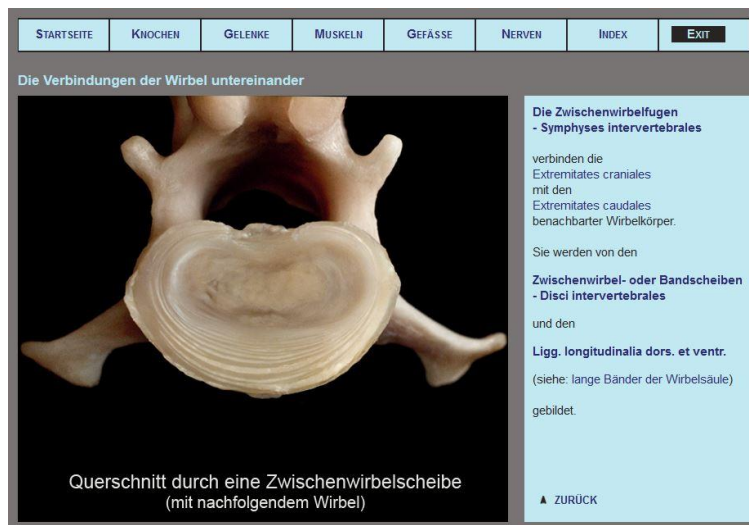 STARTSEITE KNOCHEN GELENKE MUSKELN GEFÄSSE NERVEN INDEX EXIT
Die Verbindungen der Wirbel untereinander
Die Zwischenwirbelfugen
- Symphyses intervertebrales
verbinden die
Extremitates craniales
mit den
Extremitates caudales
benachbarter Wirbelkörper.
Sie werden von den
Zwischenwirbel- oder Bandscheiben
- Disci intervertebrales
und den
Ligg. longitudinalia dors. et ventr.
(siehe: lange Bänder der Wirbelsäule)
gebildet.
ZURÜCK
Querschnitt durch eine Zwischenwirbelscheibe
(mit nachfolgendem Wirbel)